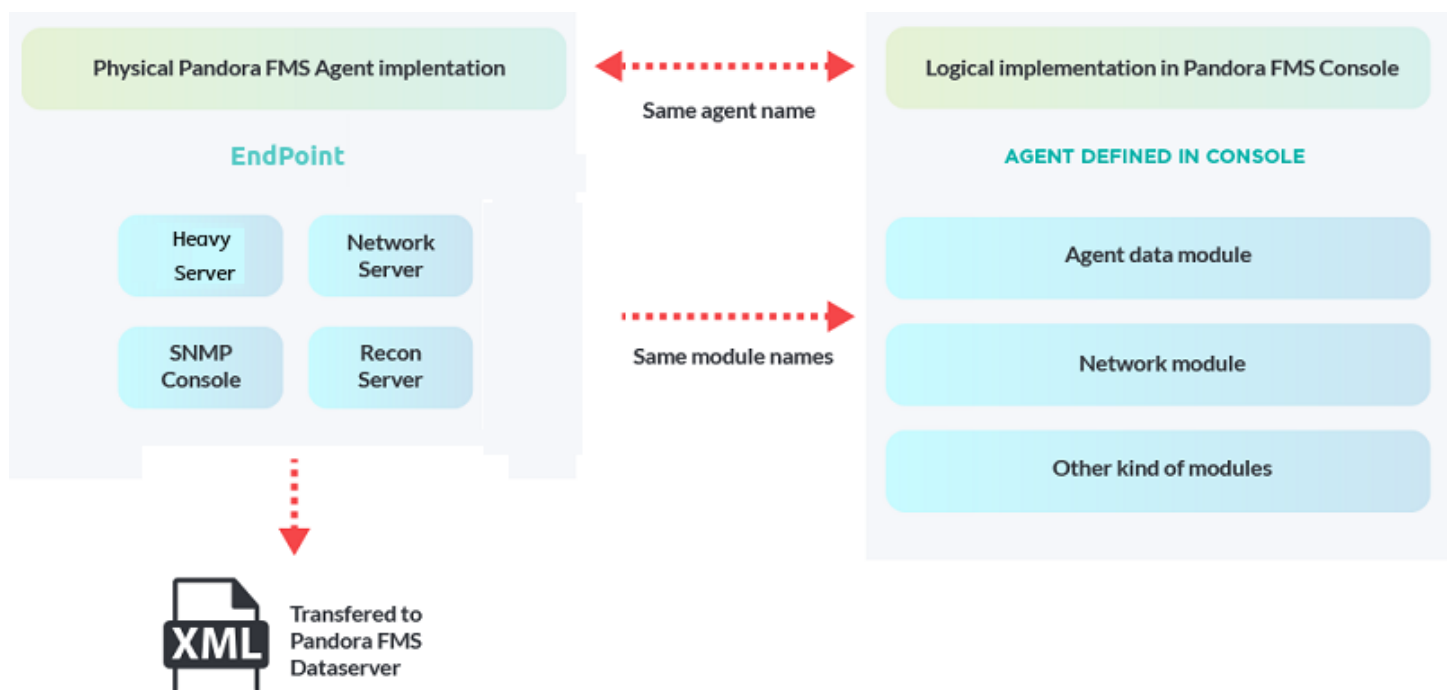 Physical Pandora FMS Agent implentation
Same agent name
Logical implementation in Pandora FMS Console
EndPoint
AGENT DEFINED IN CONSOLE
Heavy
Server
Network
Server
SNMP
Console
Recon
Server
Same module names
Agent data module
Network module
Other kind of modules
XML
Transfered to
Pandora FMS
Dataserver